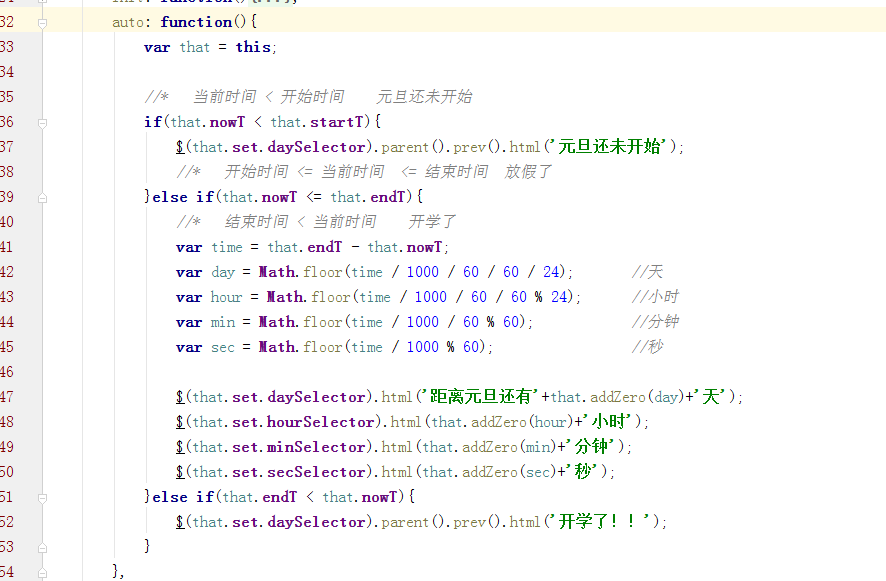 32 auto: function(){
33 var that = this;
34
35 //* 当前时间 < 开始时间 元旦还未开始
36 if(that.nowT < that.startT){
37 $(that.set.daySelector).parent().prev().html('元旦还未开始');
38 //* 开始时间 <= 当前时间 <= 结束时间 放假了
39 }else if(that.nowT <= that.endT){
40 //* 结束时间 < 当前时间 开学了
41 var time = that.endT - that.nowT;
42 var day = Math.floor(time / 1000 / 60 / 60 / 24); //天
43 var hour = Math.floor(time / 1000 / 60 / 60 % 24); //小时
44 var min = Math.floor(time / 1000 / 60 % 60); //分钟
45 var sec = Math.floor(time / 1000 % 60); //秒
46
47 $(that.set.daySelector).html('距离元旦还有'+that.addZero(day)+'天');
48 $(that.set.hourSelector).html(that.addZero(hour)+'小时');
49 $(that.set.minSelector).html(that.addZero(min)+'分钟');
50 $(that.set.secSelector).html(that.addZero(sec)+'秒');
51 }else if(that.endT < that.nowT){
52 $(that.set.daySelector).parent().prev().html('开学了！！');
53 }
54 },